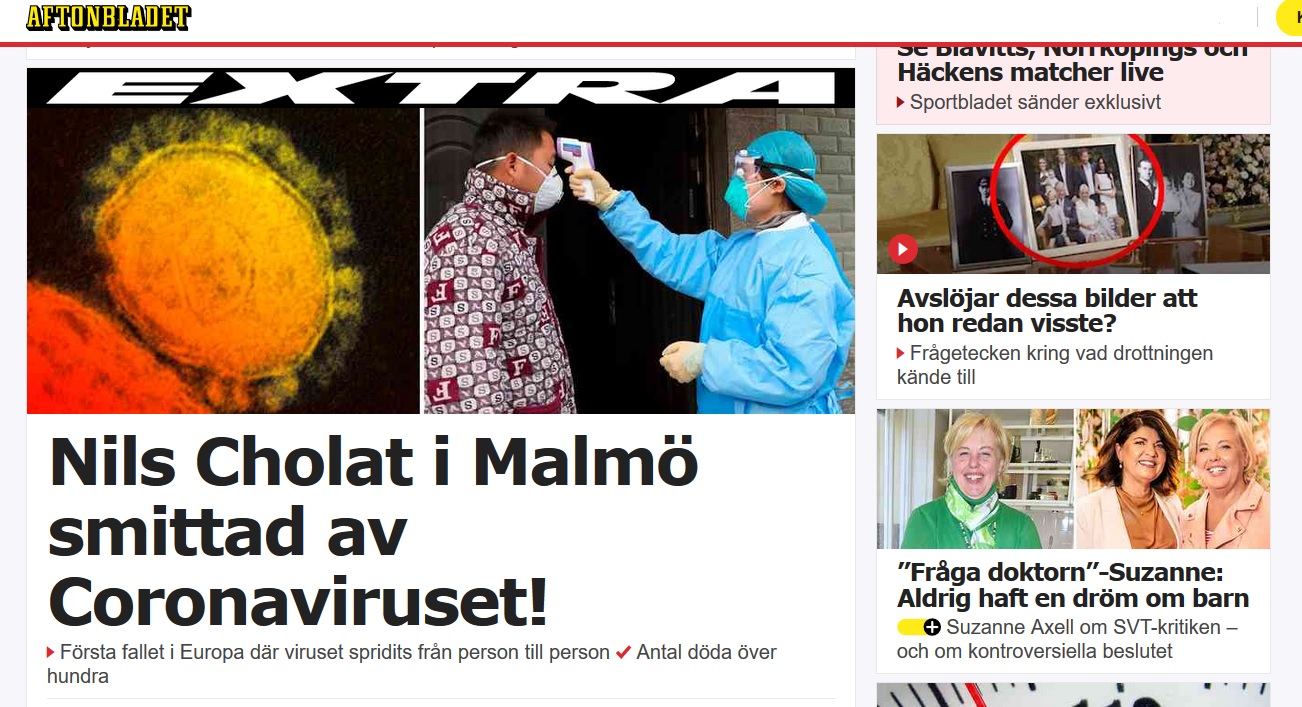 AFTONBLADET
EXTRA
Nils Cholat i Malmö
smittad av
Coronaviruset!
Första fallet i Europa där viruset spridits från person till person Antal döda över
hundra
Se Blåvitts, Norrköpings och
Häckens matcher live
Sportbladet sänder exklusivt
Avslöjar dessa bilder att
hon redan visste?
Frågetecken kring vad drottningen
kände till
”Fråga doktorn”-Suzanne:
Aldrig haft en dröm om barn
Suzanne Axell om SVT-kritiken –
och om kontroversiella beslutet